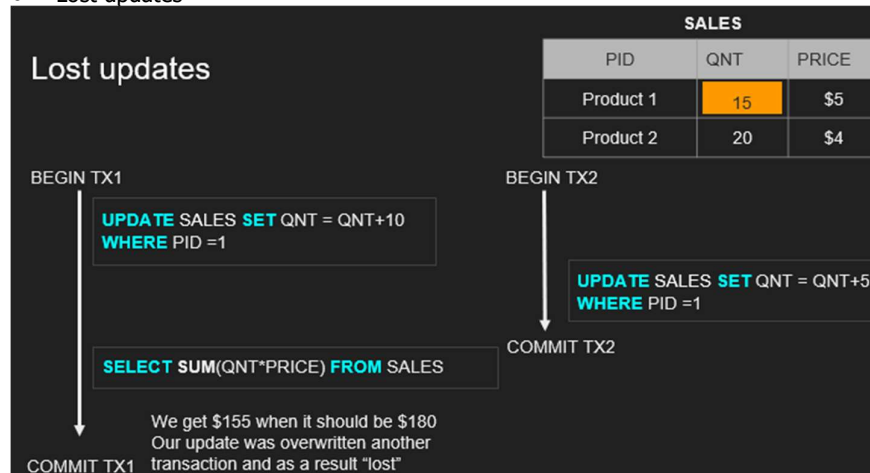 Lost updates
SALES
Lost updates
PID QNT PRICE
Product 1 15 $5
Product 2 20 $4
BEGIN TX1
BEGIN TX2
UPDATE SALES SET QNT = QNT+10
WHERE PID =1
UPDATE SALES SET QNT = QNT+5
WHERE PID =1
COMMIT TX2
SELECT SUM(QNT*PRICE) FROM SALES
We get $155 when it should be $180
Our update was overwritten another
transaction and as a result “lost”
COMMIT TX1